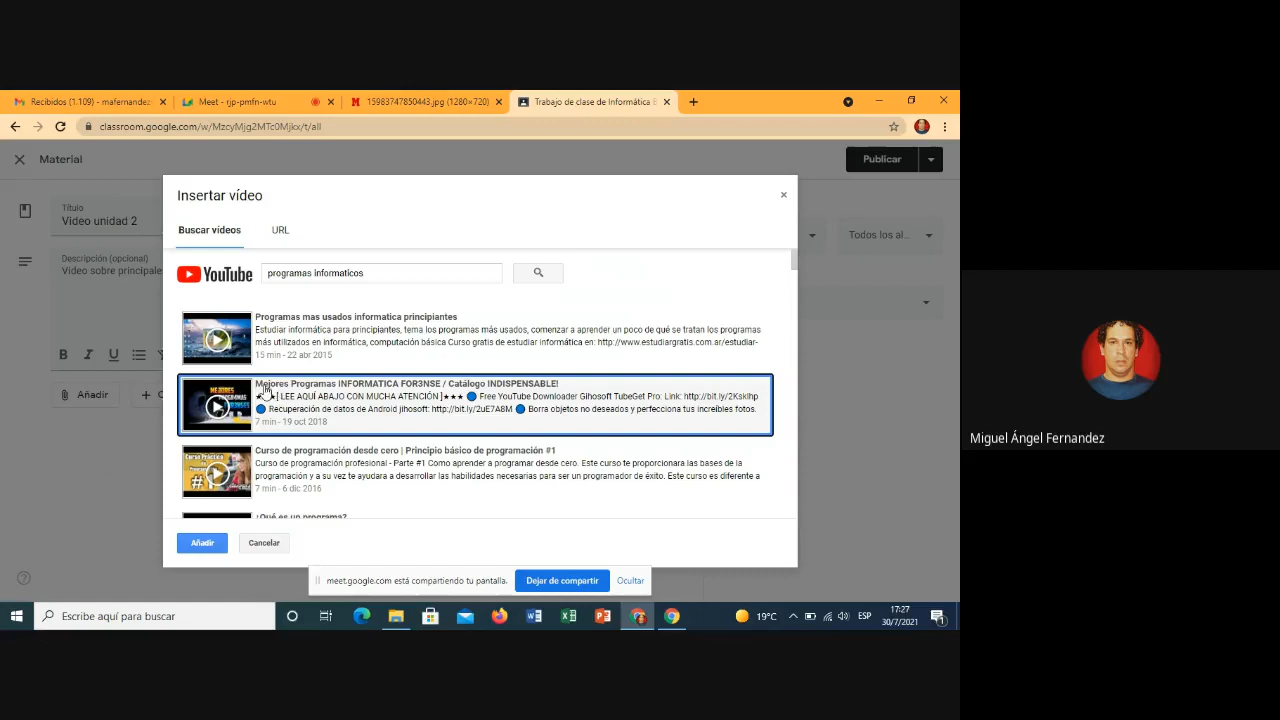 Recibidos (1.109) - mafernandez
Meet - rjp-pmfn-wtu
15983747850443.jpg (1280×720)
Trabajo de clase de Informática
classroom.google.com/w/MzcyMjg2MTc0Mjkx/t/all
Material
Publicar
Título
Video unidad 2
Descripción (opcional)
Video sobre principale
Añadir
Todos los al..
Insertar vídeo
Buscar vídeos
URL
YouTube
programas informaticos
Programas mas usados informatica principiantes
Estudiar informática para principiantes, tema los programas más usados, comenzar a aprender un poco de qué se tratan los programas
más utilizados en informática, computación básica Curso gratis de estudiar informática en: http://www.estudiargratis.com.ar/estudiar-
15 min - 22 abr 2015
MEJORES
PROGRAMAS
Mejores Programas INFORMATICA FOR3NSE / Catálogo INDISPENSABLE!
[ LEE AQUÍ ABAJO CON MUCHA ATENCIÓN ]★★★ 🔵 Free YouTube Downloader Gihosoft TubeGet Pro. Link: http://bit.ly/2KskIhp
🔵 Recuperación de datos de Android jihosoft: http://bit.ly/2uE7A8M 🔵 Borra objetos no deseados y perfecciona tus increíbles fotos.
7 min - 19 oct 2018
Curso Práctico
#1
Curso de programación desde cero | Principio básico de programación #1
Curso de programación profesional - Parte #1 Como aprender a programar desde cero. Este curso te proporcionara las bases de la
programación y a su vez te ayudara a desarrollar las habilidades necesarias para ser un programador de éxito. Este curso es diferente a
7 min - 6 dic 2016
¿Qué es un programa?
Añadir
Cancelar
meet.google.com está compartiendo tu pantalla.
Dejar de compartir
Ocultar
Escribe aquí para buscar
19°C
ESP
17:27
30/7/2021
Miguel Ángel Fernandez